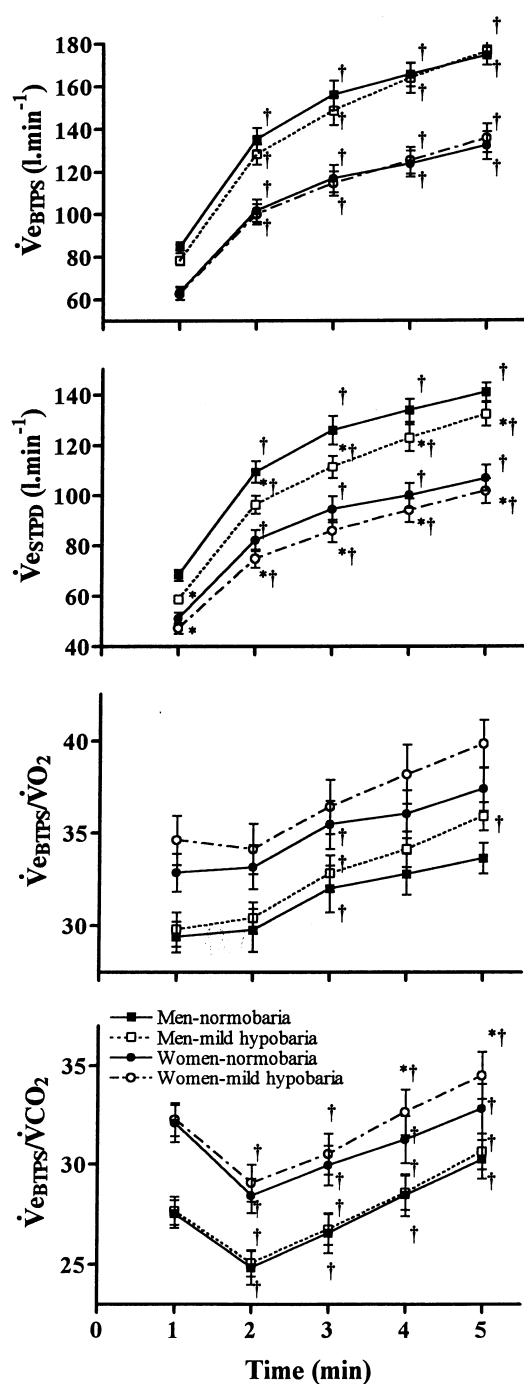 180
160
140
120
100
80
60
V̇eBTPS (l.min-1)
† † † † † † † † † † † † † † † †
140
120
100
80
60
40
V̇eSTPD (l.min-1)
† † † †
*† *† *† *†
† † † †
*† *† *† *†
* *
40
35
30
V̇eBTPS/V̇O2
† † † †
Men-normobaria
Men-mild hypobaria
Women-normobaria
Women-mild hypobaria
35
30
25
V̇eBTPS/V̇CO2
† † *† *†
† † † †
† † † †
† † † †
0 1 2 3 4 5
Time (min)